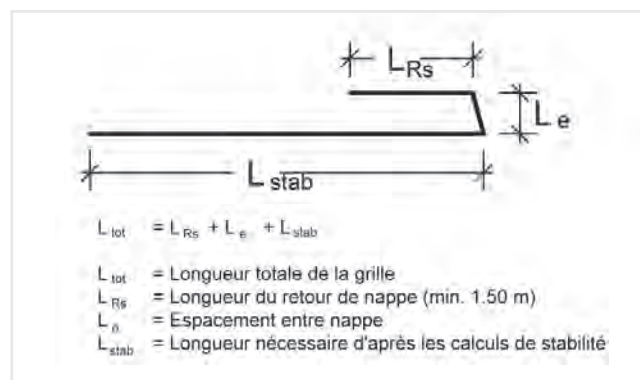 L Rs
L e
L stab
L tot = L Rs + L e + L stab
L tot = Longueur totale de la grille
L Rs = Longueur du retour de nappe (min. 1.50 m)
L e = Espacement entre nappe
L stab = Longueur nécessaire d'après les calculs de stabilité